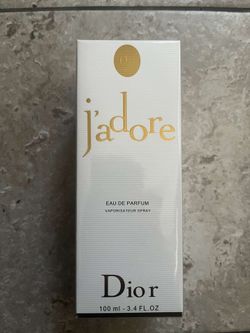 j'adore
EAU DE PARFUM
VAPORISATEUR SPRAY
Dior
100 ml - 3.4 FL.OZ